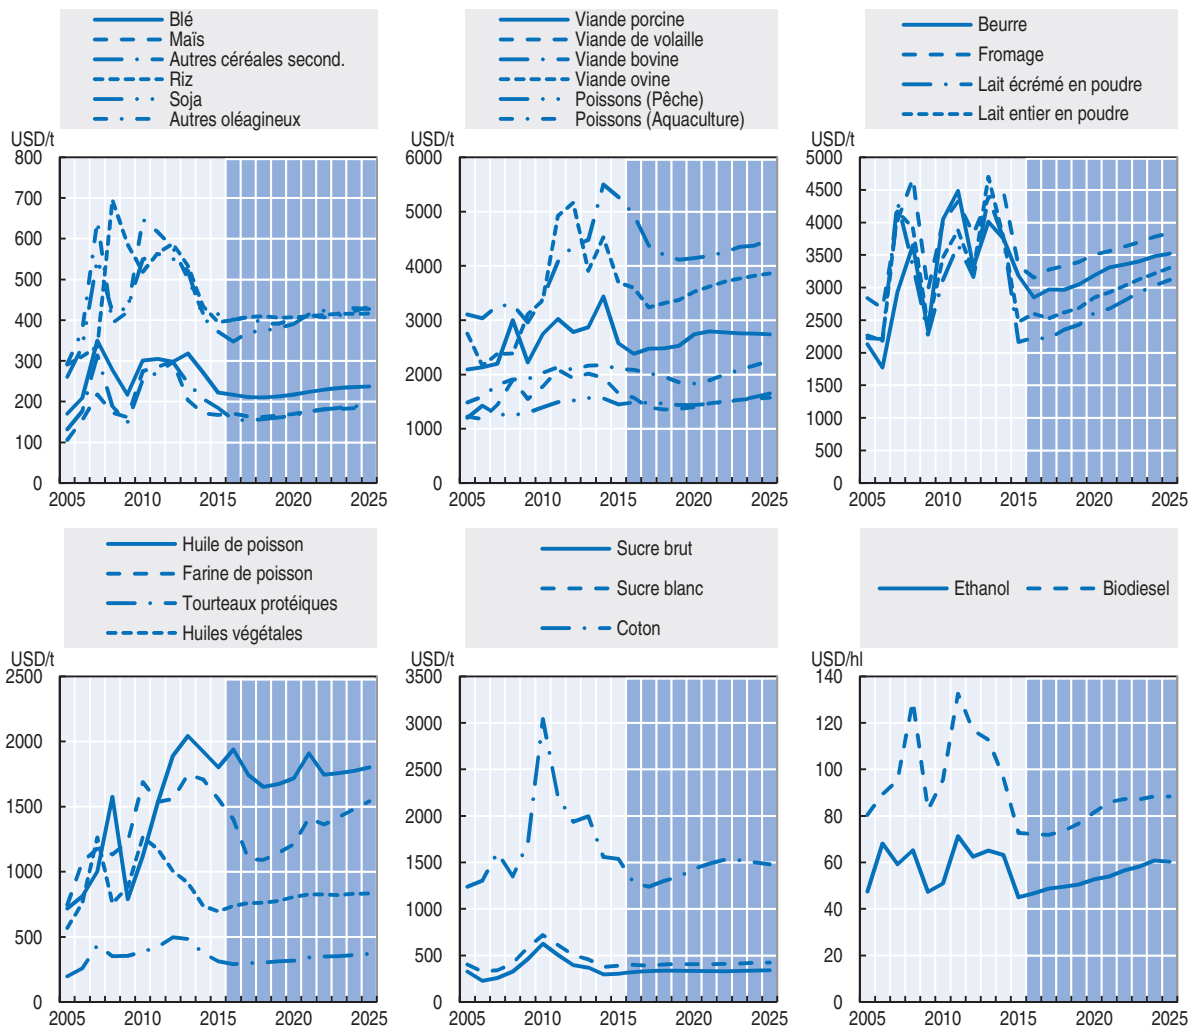 Blé
Maïs
Autres céréales second.
Riz
Soja
Autres oléagineux
USD/t
800
700
600
500
400
300
200
100
0
2005 2010 2015 2020 2025
Viande porcine
Viande de volaille
Viande bovine
Viande ovine
Poissons (Pêche)
Poissons (Aquaculture)
USD/t
6000
5000
4000
3000
2000
1000
0
2005 2010 2015 2020 2025
Beurre
Fromage
Lait écrémé en poudre
Lait entier en poudre
USD/t
5000
4500
4000
3500
3000
2500
2000
1500
1000
500
0
2005 2010 2015 2020 2025
Huile de poisson
Farine de poisson
Tourteaux protéiques
Huiles végétales
USD/t
2500
2000
1500
1000
500
0
2005 2010 2015 2020 2025
Sucre brut
Sucre blanc
Coton
USD/t
3500
3000
2500
2000
1500
1000
500
0
2005 2010 2015 2020 2025
Ethanol Biodiesel
USD/hl
140
120
100
80
60
40
20
0
2005 2010 2015 2020 2025